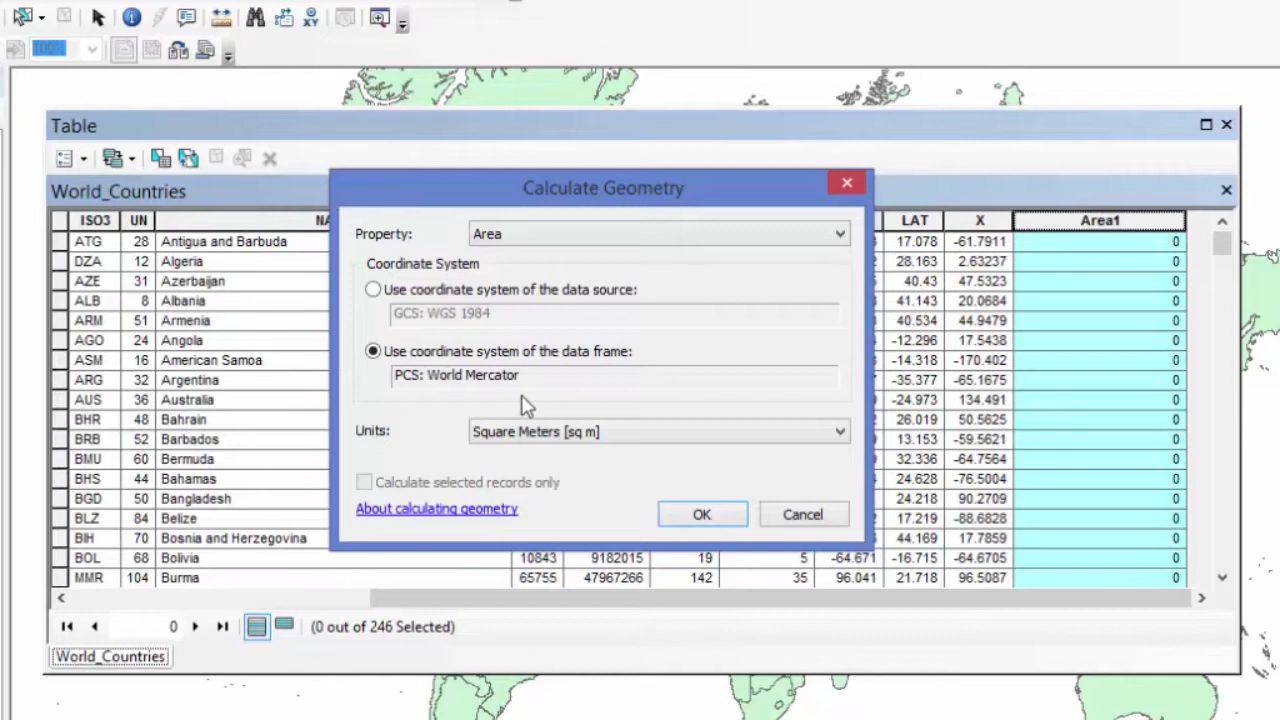 XY
100%
Table
World_Countries
Calculate Geometry
ISO3 UN NA LAT X Area1
Property: Area
Coordinate System
Use coordinate system of the data source:
GCS: WGS 1984
Use coordinate system of the data frame:
PCS: World Mercator
Units: Square Meters [sq m]
Calculate selected records only
About calculating geometry
OK Cancel
ATG 28 Antigua and Barbuda 17.078 -61.7911 0
DZA 12 Algeria 28.163 2.63237 0
AZE 31 Azerbaijan 40.43 47.5323 0
ALB 8 Albania 41.143 20.0684 0
ARM 51 Armenia 40.534 44.9479 0
AGO 24 Angola -12.296 17.5438 0
ASM 16 American Samoa -14.318 -170.402 0
ARG 32 Argentina -35.377 -65.1675 0
AUS 36 Australia -24.973 134.491 0
BHR 48 Bahrain 26.019 50.5625 0
BRB 52 Barbados 13.153 -59.5621 0
BMU 60 Bermuda 32.336 -64.7564 0
BHS 44 Bahamas 24.628 -76.5004 0
BGD 50 Bangladesh 24.218 90.2709 0
BLZ 84 Belize 17.219 -88.6828 0
BIH 70 Bosnia and Herzegovina 44.169 17.7859 0
BOL 68 Bolivia 10843 9182015 19 5 -64.671 -16.715 -64.6705 0
MMR 104 Burma 65755 47967266 142 35 96.041 21.718 96.5087 0
0 (0 out of 246 Selected)
World_Countries